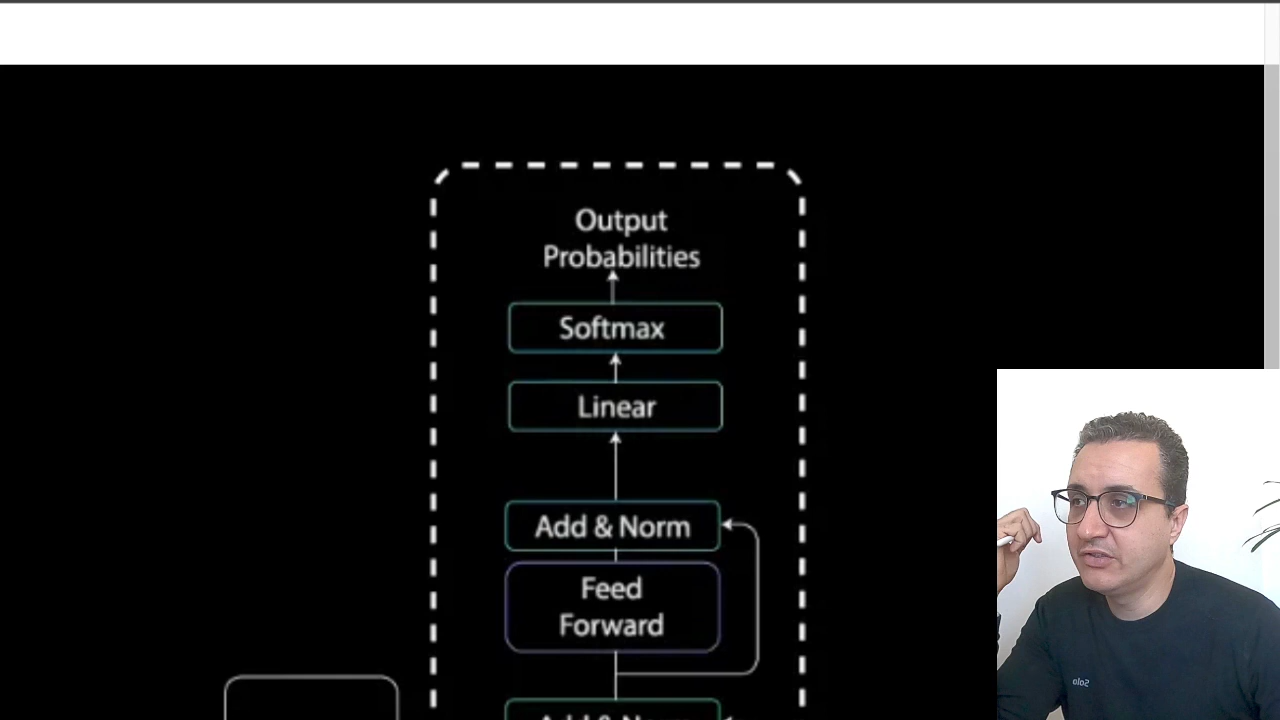 Output
Probabilities
Softmax
Linear
Add & Norm
Feed
Forward